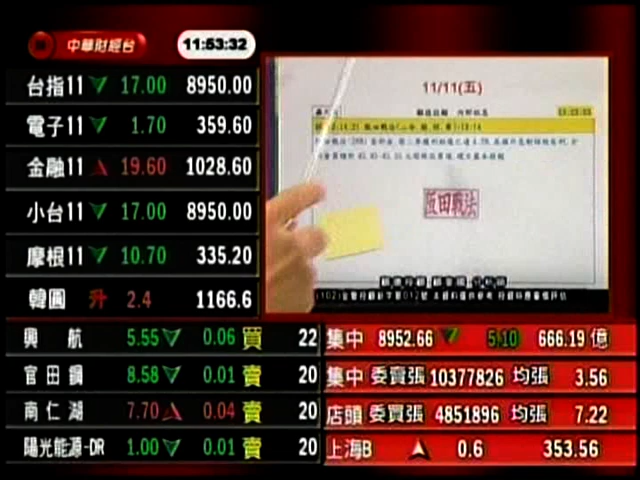 中華財經台 11:53:32
台指11 17.00 8950.00
電子11 1.70 359.60
金融11 19.60 1028.60
小台11 17.00 8950.00
摩根11 10.70 335.20
韓圓 升 2.4 1166.6
11/11(五)
坂田戰法
興航 5.55 0.06 買 22
官田鋼 8.58 0.01 賣 20
南仁湖 7.70 0.04 賣 20
陽光能源-DR 1.00 0.01 賣 20
集中 8952.66 5.10 666.19 億
集中 委賣張 10377826 均張 3.56
店頭 委買張 4851896 均張 7.22
上海B 0.6 353.56